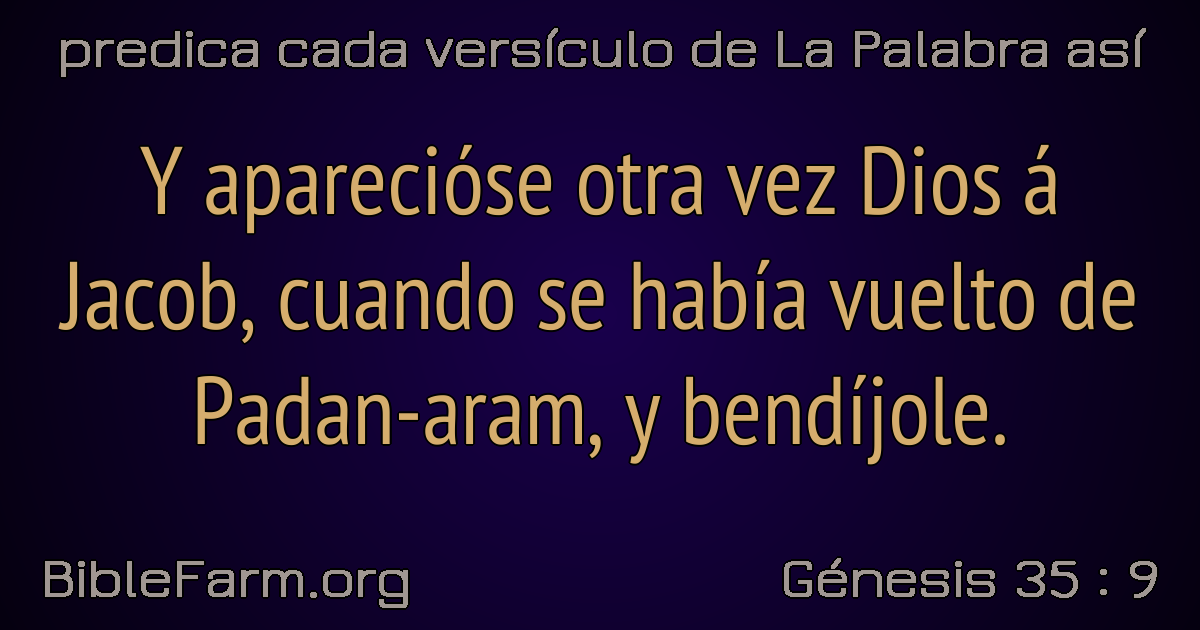 predica cada versículo de La Palabra así
Y aparecióse otra vez Dios á
Jacob, cuando se había vuelto de
Padan-aram, y bendíjole.
BibleFarm.org
Génesis 35 : 9